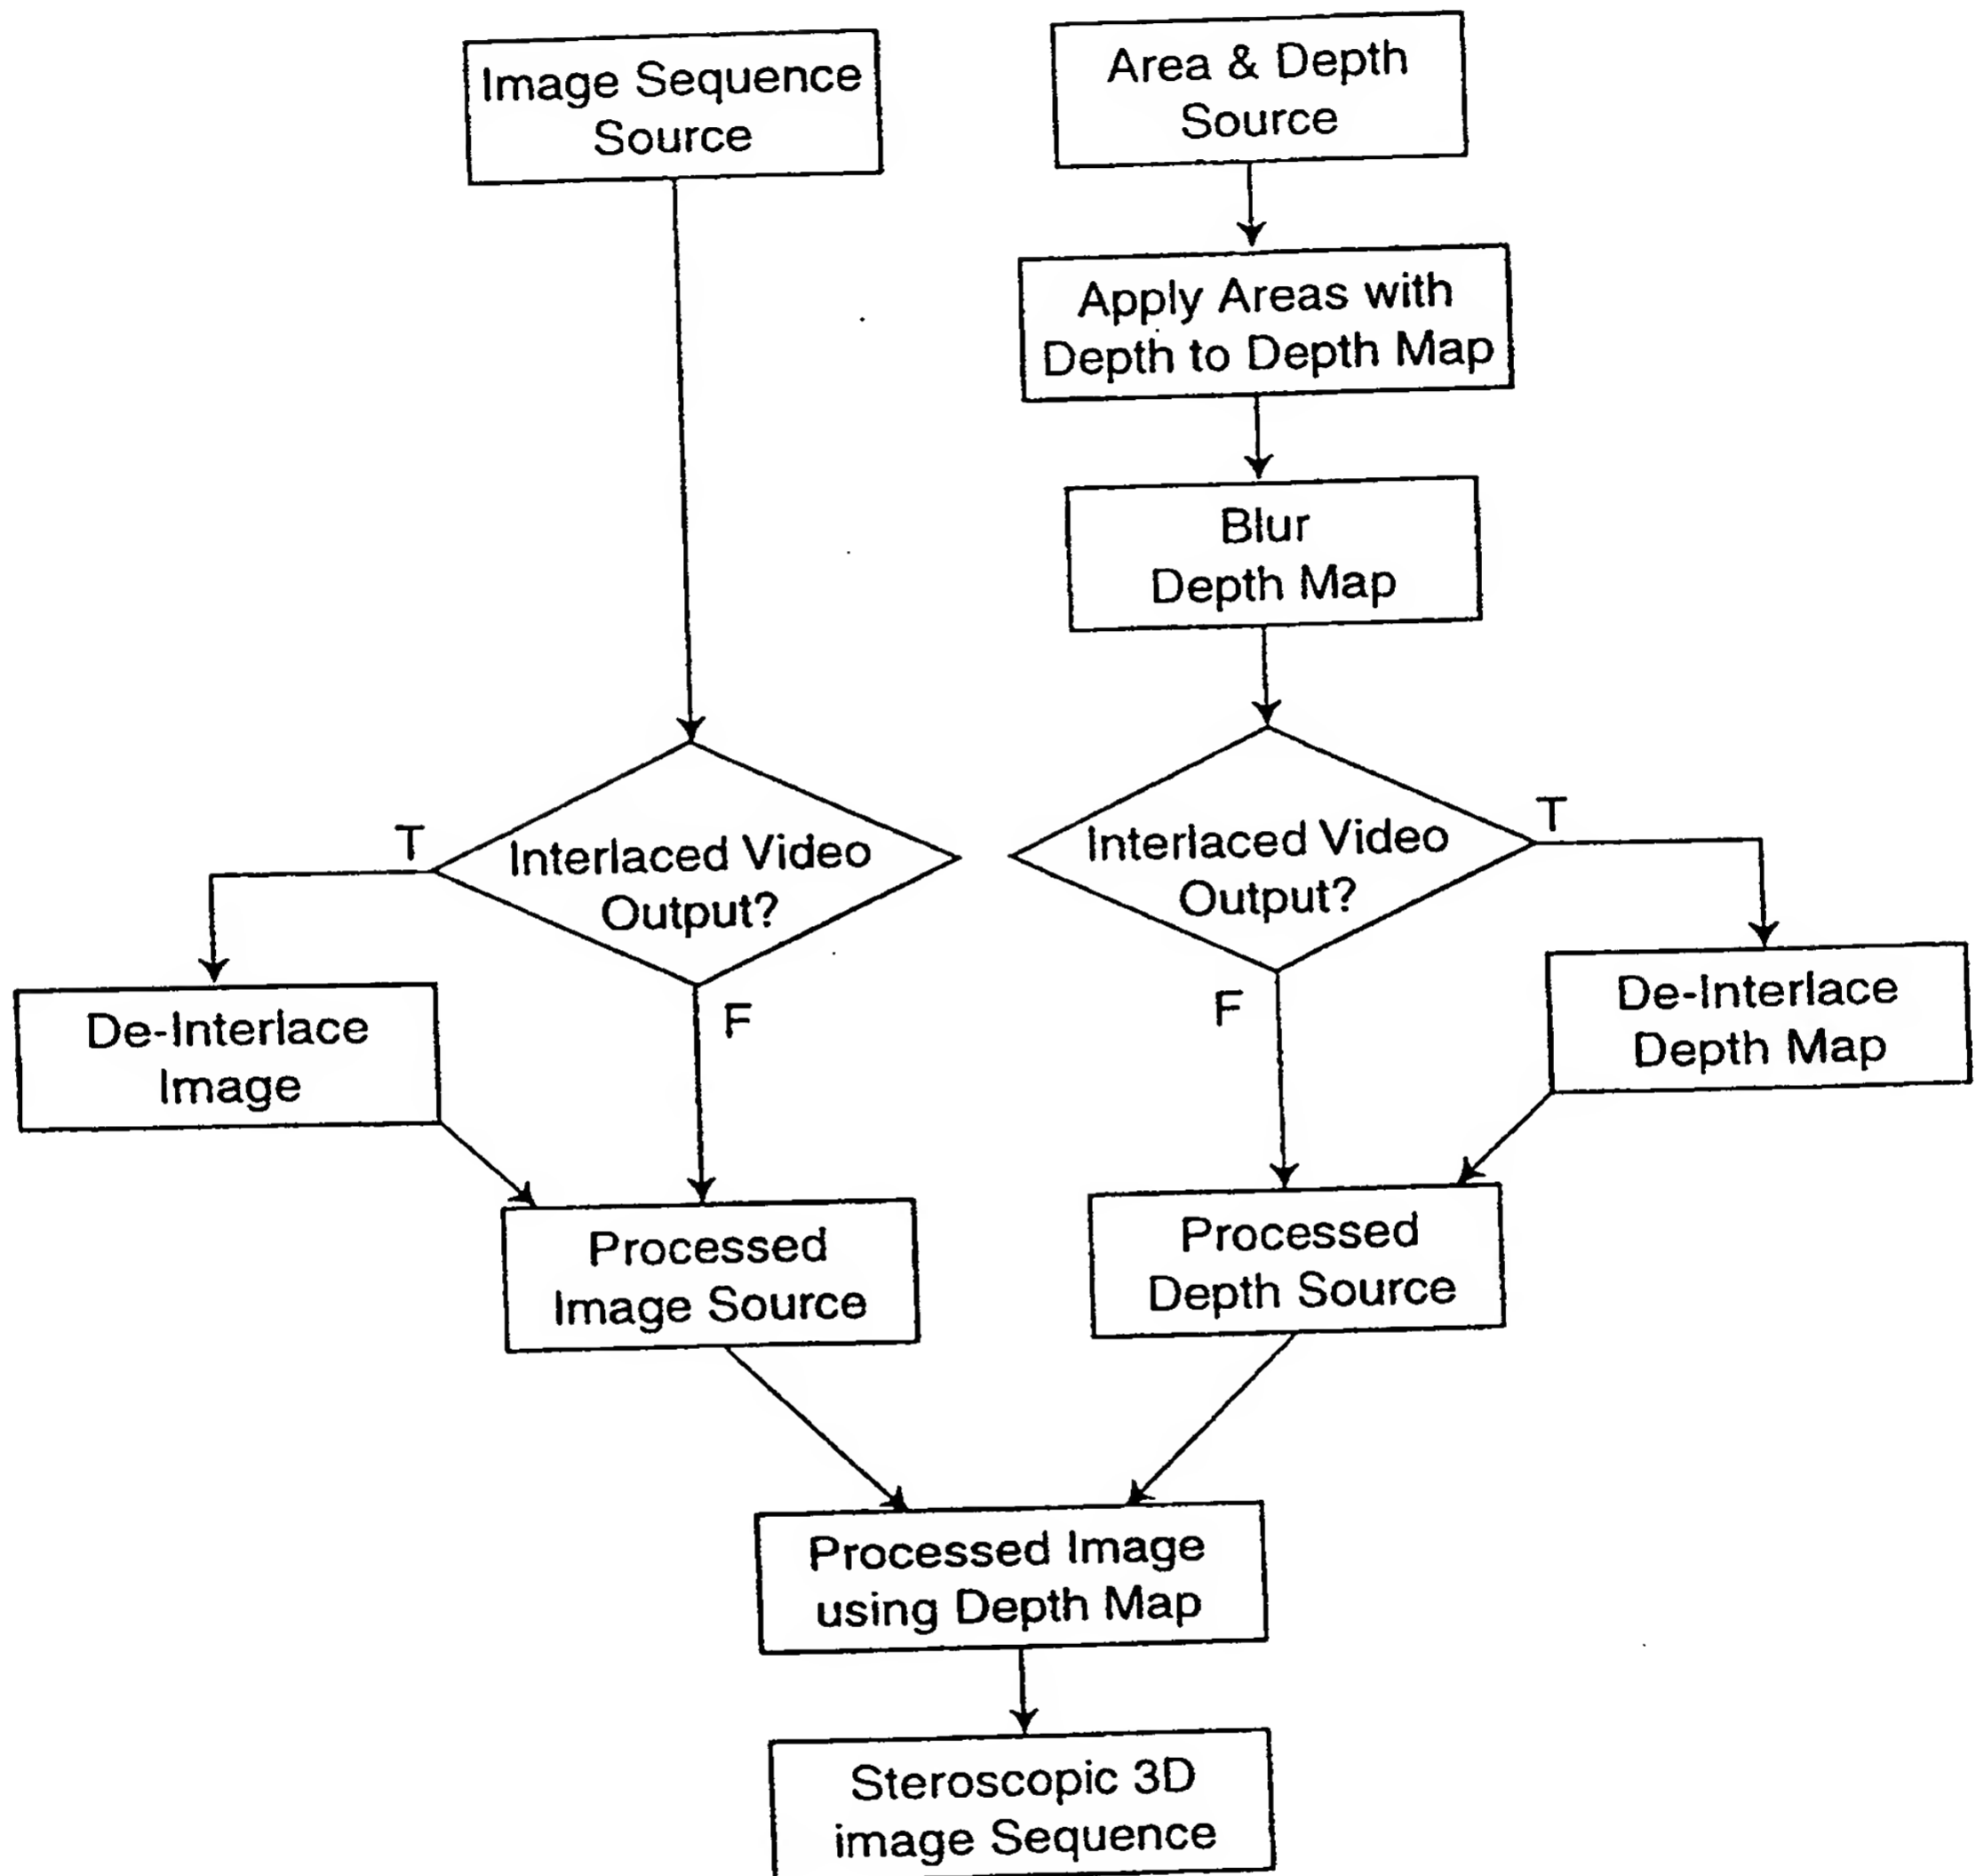 Image Sequence
Source
Area & Depth
Source
Apply Areas with
Depth to Depth Map
Blur
Depth Map
Interlaced Video
Output?
T
F
Interlaced Video
Output?
T
F
De-Interlace
Image
De-Interlace
Depth Map
Processed
Image Source
Processed
Depth Source
Processed Image
using Depth Map
Steroscopic 3D
image Sequence